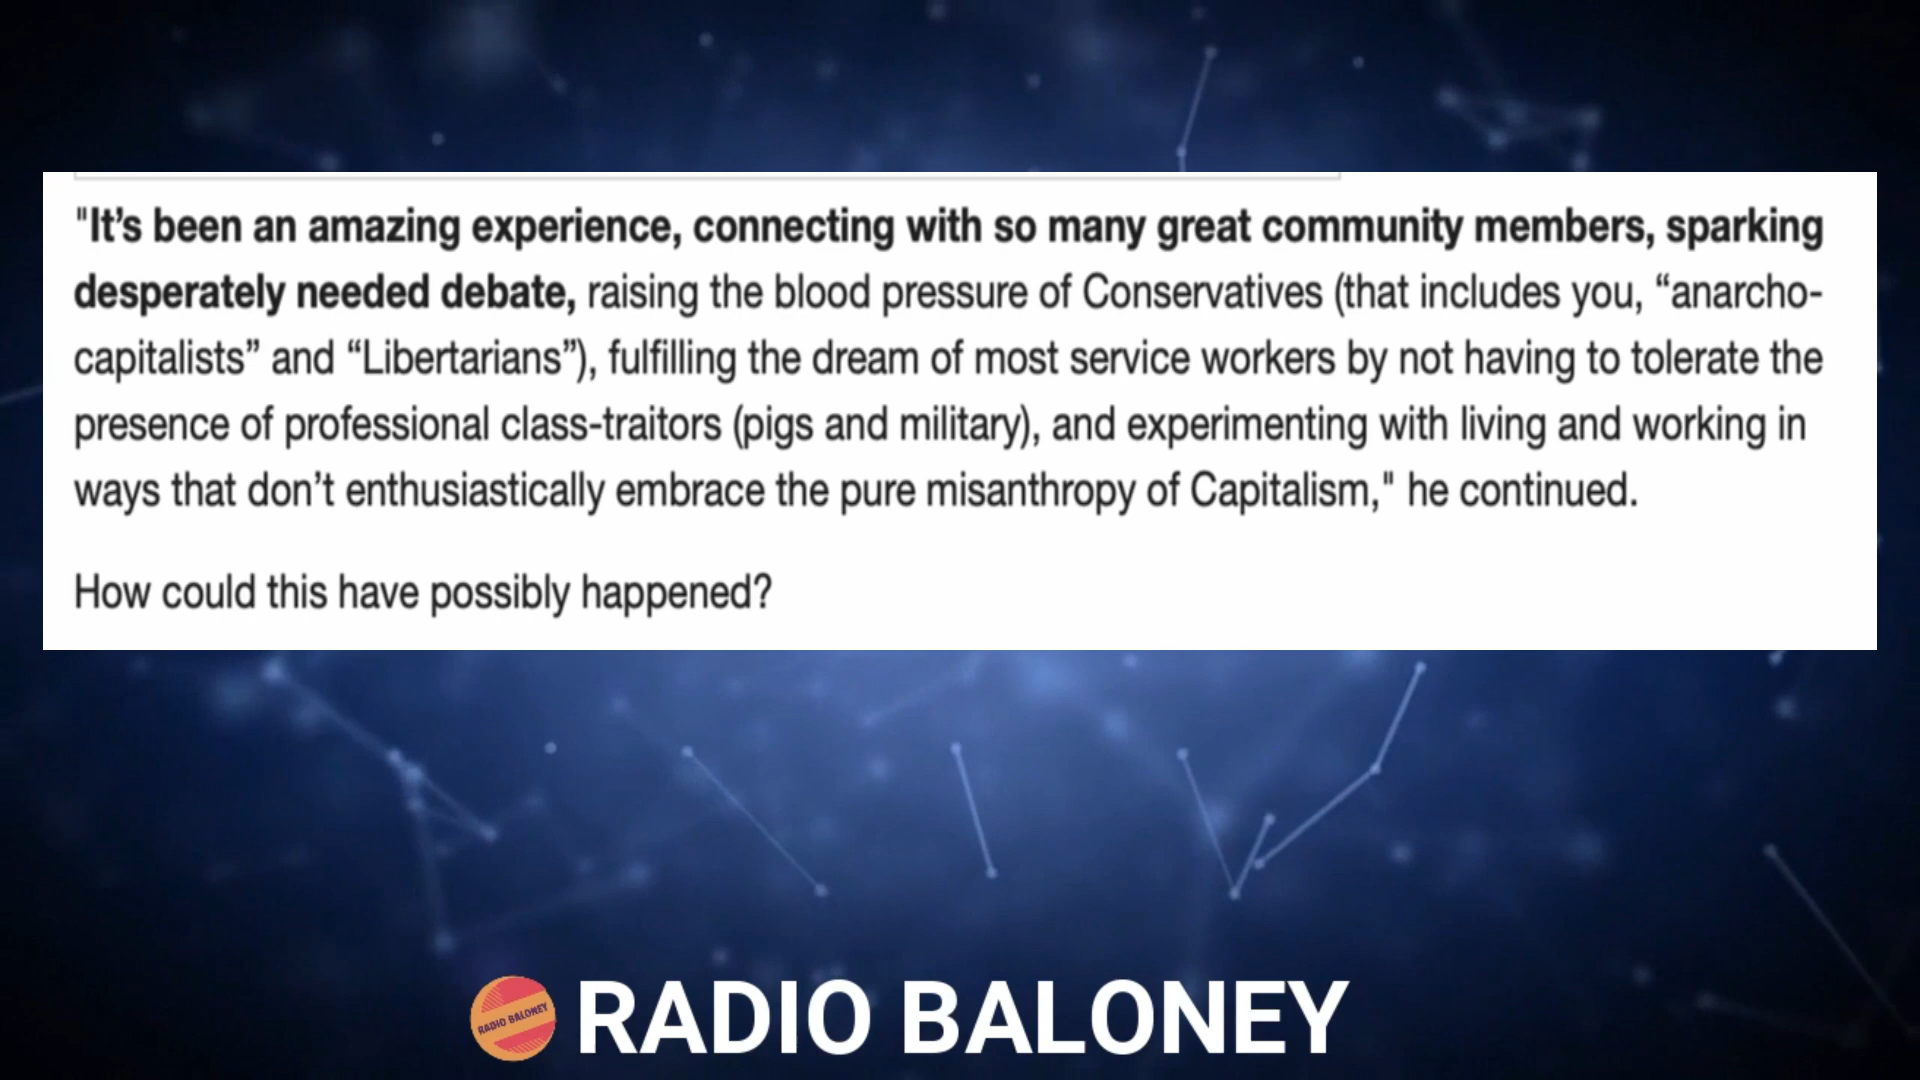 "It’s been an amazing experience, connecting with so many great community members, sparking
desperately needed debate, raising the blood pressure of Conservatives (that includes you, “anarcho-
capitalists” and “Libertarians”), fulfilling the dream of most service workers by not having to tolerate the
presence of professional class-traitors (pigs and military), and experimenting with living and working in
ways that don’t enthusiastically embrace the pure misanthropy of Capitalism," he continued.
How could this have possibly happened?
RADIO BALONEY
RADIO BALONEY